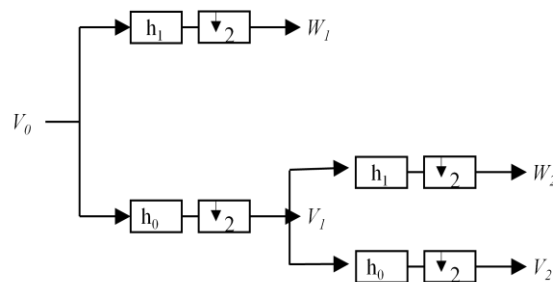 h₁ ↓2 W₁
V₀
h₁ ↓2 W₂
h₀ ↓2 V₁
h₀ ↓2 V₂